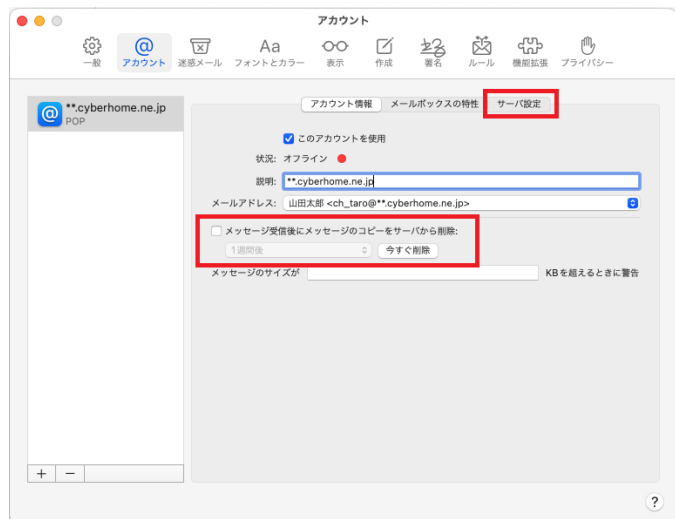 アカウント
一般 アカウント 迷惑メール フォントとカラー 表示 作成 署名 ルール 機能拡張 プライバシー
**.cyberhome.ne.jp
POP
アカウント情報 メールボックスの特性 サーバ設定
このアカウントを使用
状況: オフライン
説明: **.cyberhome.ne.jp
メールアドレス: 山田太郎 <ch_taro@**.cyberhome.ne.jp>
メッセージ受信後にメッセージのコピーをサーバから削除:
1週間後 今すぐ削除
メッセージのサイズが KBを超えるときに警告
+ −
?